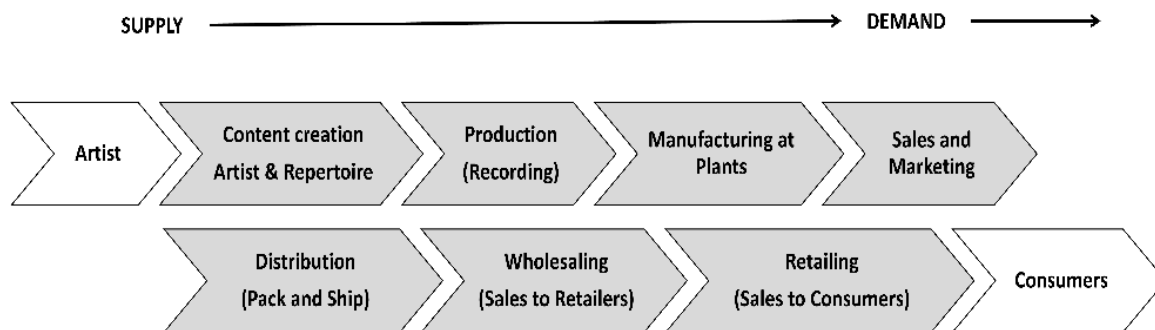 SUPPLY
DEMAND
Artist
Content creation
Artist & Repertoire
Production
(Recording)
Manufacturing at
Plants
Sales and
Marketing
Distribution
(Pack and Ship)
Wholesaling
(Sales to Retailers)
Retailing
(Sales to Consumers)
Consumers